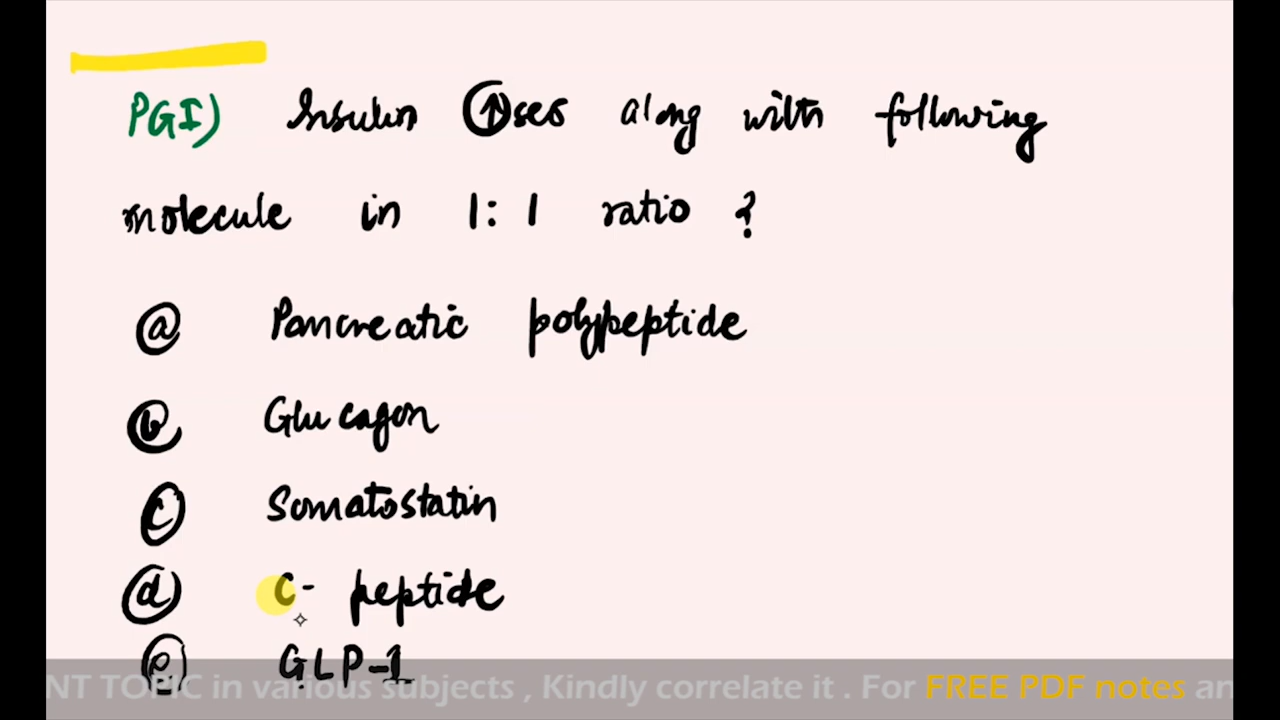 PGI) Insulin ↑ses along with following
molecule in 1:1 ratio ?
a Pancreatic polypeptide
b Glucagon
c Somatostatin
d C- peptide
e GLP-1
NT TOPIC in various subjects , Kindly correlate it . For FREE PDF notes an